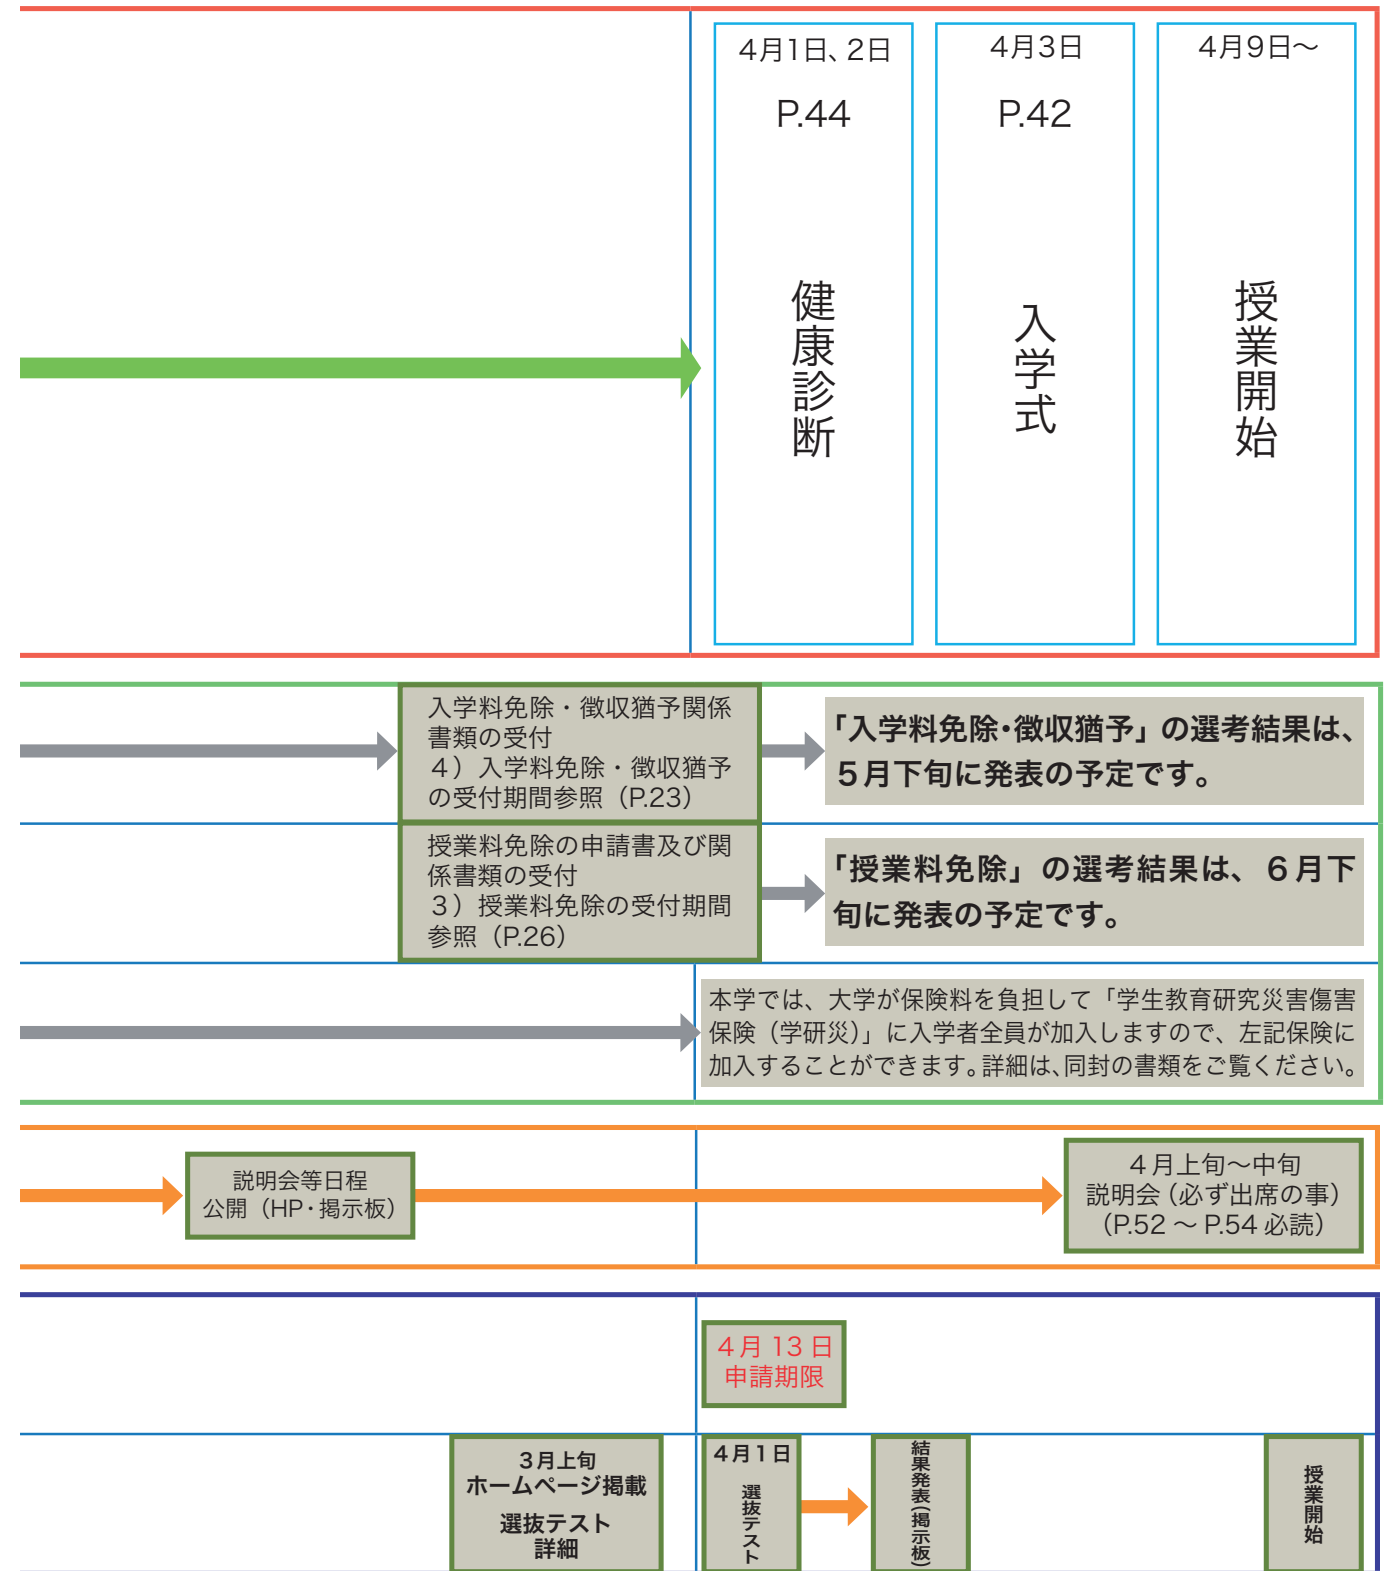 4月1日、2日
P.44
健康診断
4月3日
P.42
入学式
4月9日～
授業開始
入学料免除・徴収猶予関係
書類の受付
４）入学料免除・徴収猶予
の受付期間参照（P.23）
「入学料免除・徴収猶予」の選考結果は、
５月下旬に発表の予定です。
授業料免除の申請書及び関
係書類の受付
３）授業料免除の受付期間
参照（P.26）
「授業料免除」の選考結果は、６月下
旬に発表の予定です。
本学では、大学が保険料を負担して「学生教育研究災害傷害
保険（学研災）」に入学者全員が加入しますので、左記保険に
加入することができます。詳細は、同封の書類をご覧ください。
説明会等日程
公開（HP・掲示板）
４月上旬～中旬
説明会（必ず出席の事）
（P.52 ～ P.54 必読）
４月 13 日
申請期限
３月上旬
ホームページ掲載
選抜テスト
詳細
４月１日
選抜テスト
結果発表（掲示板）
授業開始